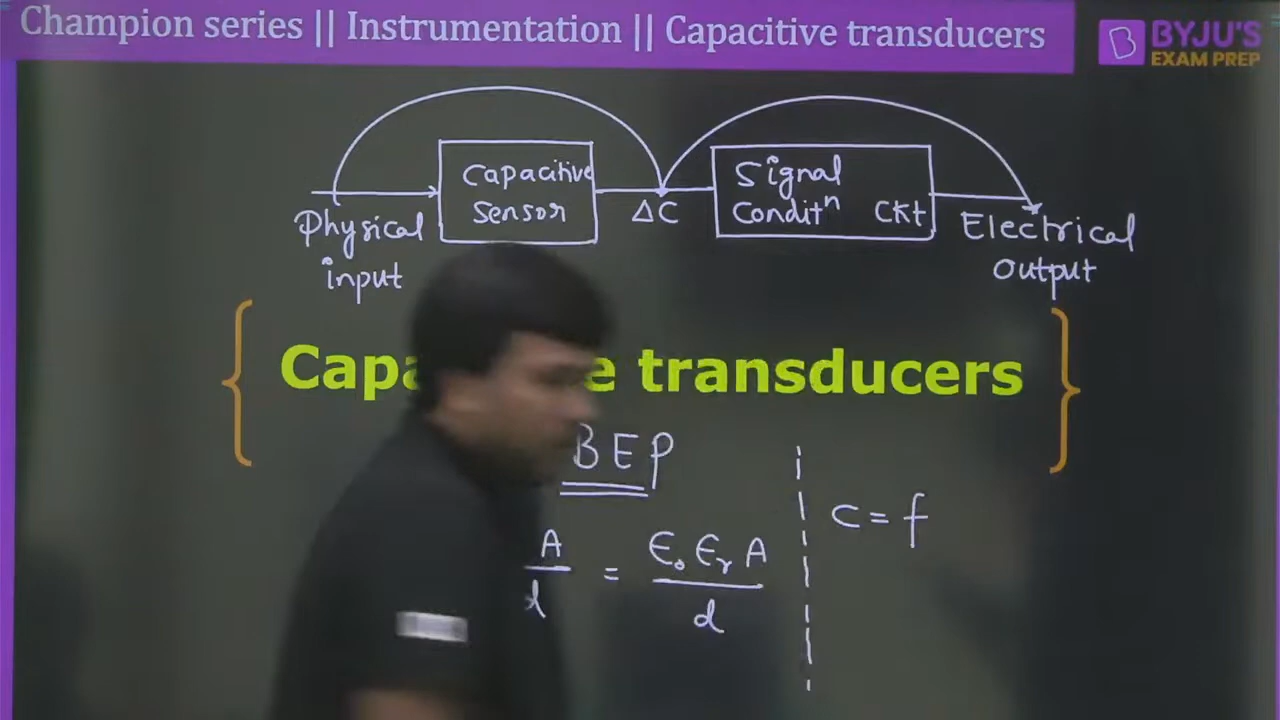 Champion series || Instrumentation || Capacitive transducers
BYJU'S
EXAM PREP
Capacitive
Sensor
Signal
Conditⁿ Ckt
ΔC
Physical
input
Electrical
Output
transducers
BEP
A/d = ϵ₀ ϵᵣ A/d
C = f